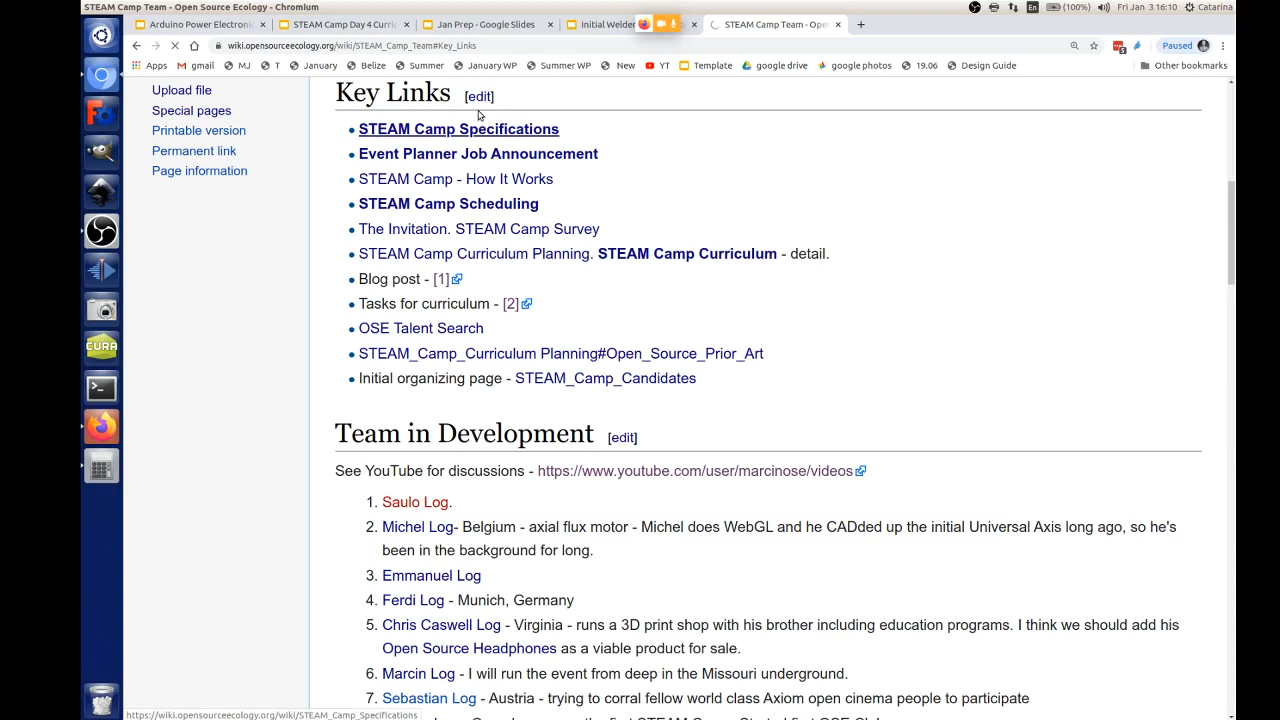 STEAM Camp Team - Open Source Ecology - Chromium
En (100%) Fri Jan 3 16:10 Catarina
Arduino Power Electronic × STEAM Camp Day 4 Curric × Jan Prep - Google Slides × Initial Welder × STEAM Camp Team - Ope × +
wiki.opensourceecology.org/wiki/STEAM_Camp_Team#Key_Links Paused
Apps gmail MJ T January Belize Summer January WP Summer WP New YT Template google drive google photos 19.06 Design Guide Other bookmarks
Upload file
Special pages
Printable version
Permanent link
Page information
Key Links [edit]
STEAM Camp Specifications
Event Planner Job Announcement
STEAM Camp - How It Works
STEAM Camp Scheduling
The Invitation. STEAM Camp Survey
STEAM Camp Curriculum Planning. STEAM Camp Curriculum - detail.
Blog post - [1]
Tasks for curriculum - [2]
OSE Talent Search
STEAM_Camp_Curriculum Planning#Open_Source_Prior_Art
Initial organizing page - STEAM_Camp_Candidates
Team in Development [edit]
See YouTube for discussions - https://www.youtube.com/user/marcinose/videos
1. Saulo Log.
2. Michel Log- Belgium - axial flux motor - Michel does WebGL and he CADded up the initial Universal Axis long ago, so he's
been in the background for long.
3. Emmanuel Log
4. Ferdi Log - Munich, Germany
5. Chris Caswell Log - Virginia - runs a 3D print shop with his brother including education programs. I think we should add his
Open Source Headphones as a viable product for sale.
6. Marcin Log - I will run the event from deep in the Missouri underground.
7. Sebastian Log - Austria - trying to corral fellow world class Axiom open cinema people to participate
https://wiki.opensourceecology.org/wiki/STEAM_Camp_Specifications
CURA